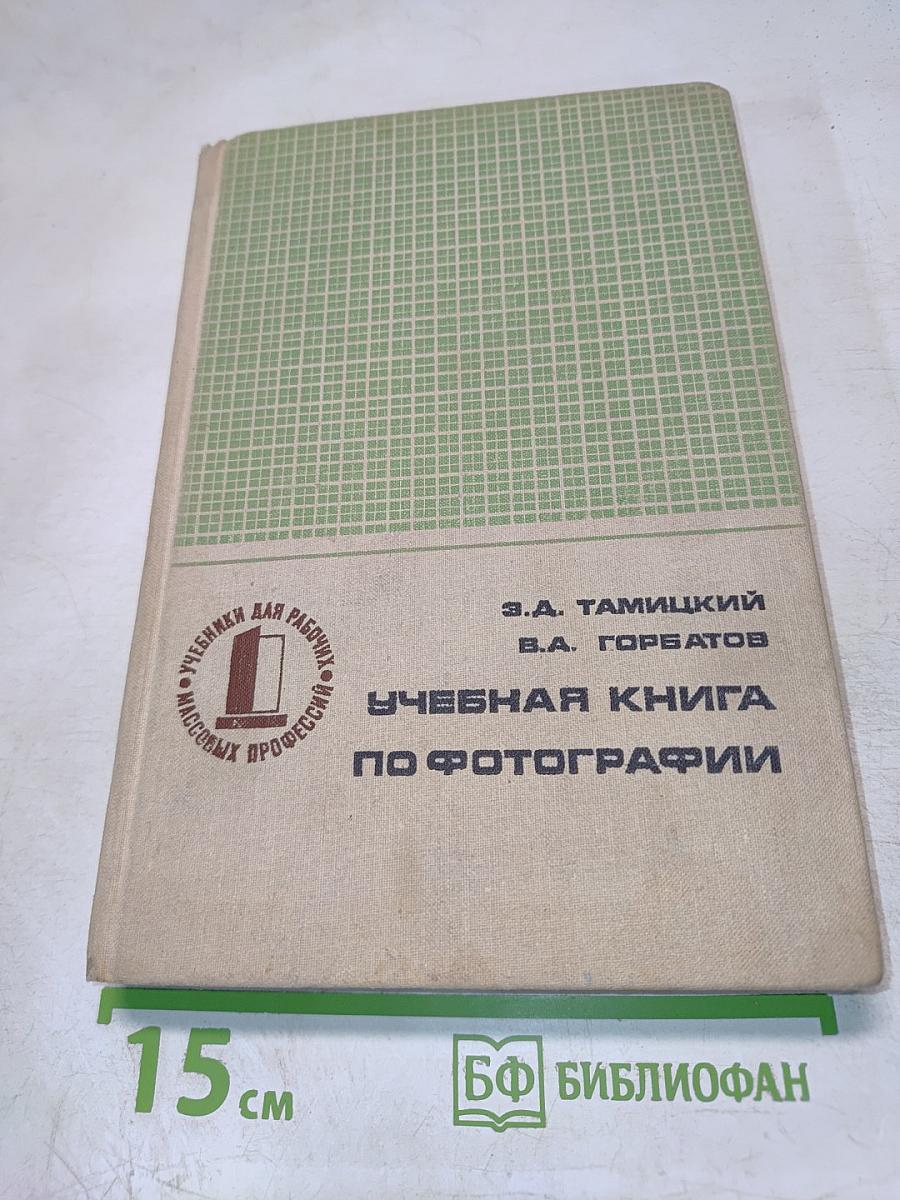 Э.Д. ТАМИЦКИЙ
В.А. ГОРБАТОВ
УЧЕБНАЯ КНИГА
ПО ФОТОГРАФИИ
УЧЕБНИКИ ДЛЯ РАБОЧИХ
МАССОВЫХ ПРОФЕССИЙ
15 см
БФ БИБЛИОФАН